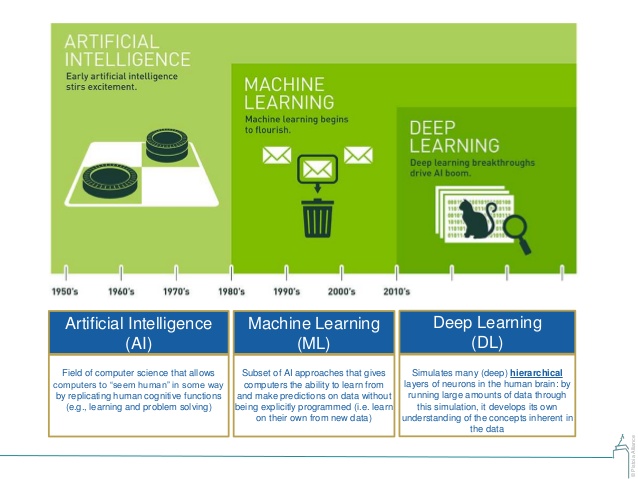 ARTIFICIAL
INTELLIGENCE
Early artificial intelligence
stirs excitement.
MACHINE
LEARNING
Machine learning begins
to flourish.
DEEP
LEARNING
Deep learning breakthroughs
drive AI boom.
1950's 1960's 1970's 1980's 1990's 2000's 2010's
Artificial Intelligence
(AI)
Field of computer science that allows
computers to “seem human” in some way
by replicating human cognitive functions
(e.g., learning and problem solving)
Machine Learning
(ML)
Subset of AI approaches that gives
computers the ability to learn from
and make predictions on data without
being explicitly programmed (i.e. learn
on their own from new data)
Deep Learning
(DL)
Simulates many (deep) hierarchical
layers of neurons in the human brain: by
running large amounts of data through
this simulation, it develops its own
understanding of the concepts inherent in
the data